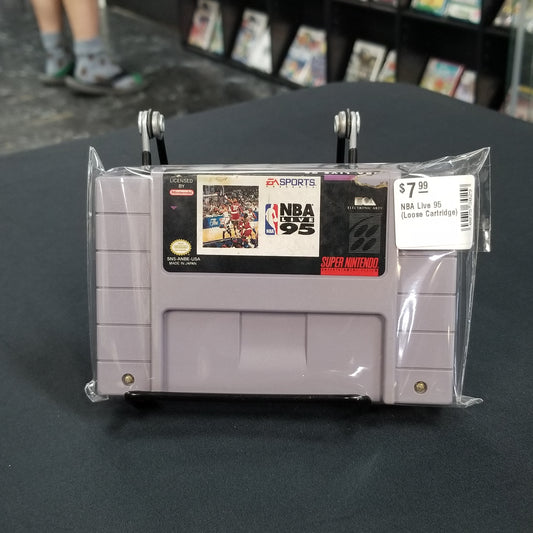 LICENSED
BY
Nintendo
EA SPORTS
NBA
LIVE
95
ELECTRONIC ARTS
SNS-ANBE-USA
MADE IN JAPAN
SUPER NINTENDO
$7.99
NBA Live 95
(Loose Cartridge)